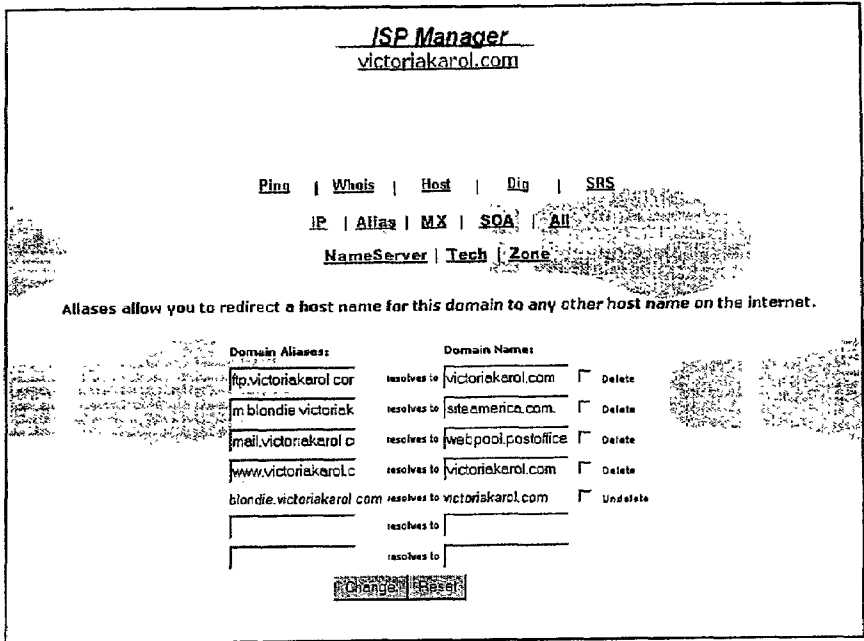 ISP Manager
victoriakarol.com
Ping | Whois | Host | Dig | SRS
IP | Alias | MX | SOA | All
NameServer | Tech | Zone
Aliases allow you to redirect a host name for this domain to any other host name on the internet.
Domain Aliases: Domain Name:
ftp.victoriakarol.cor resolves to victoriakarol.com Delete
m.blondie.victoriak resolves to siteamerica.com. Delete
mail.victoriakarol.c resolves to webpool.postoffice Delete
www.victoriakarol.c resolves to victoriakarol.com Delete
blondie.victoriakarol.com resolves to victoriakarol.com Undelete
resolves to
resolves to
Change Reset